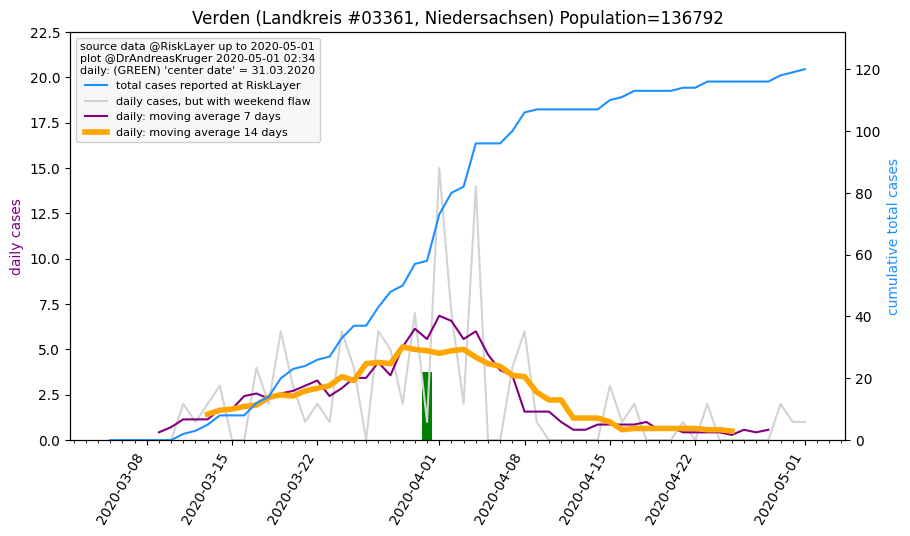 Verden (Landkreis #03361, Niedersachsen) Population=136792
source data @RiskLayer up to 2020-05-01
plot @DrAndreasKruger 2020-05-01 02:34
daily: (GREEN) 'center date' = 31.03.2020
total cases reported at RiskLayer
daily cases, but with weekend flaw
daily: moving average 7 days
daily: moving average 14 days
daily cases
22.5
20.0
17.5
15.0
12.5
10.0
7.5
5.0
2.5
0.0
cumulative total cases
120
100
80
60
40
20
0
2020-03-08
2020-03-15
2020-03-22
2020-04-01
2020-04-08
2020-04-15
2020-04-22
2020-05-01